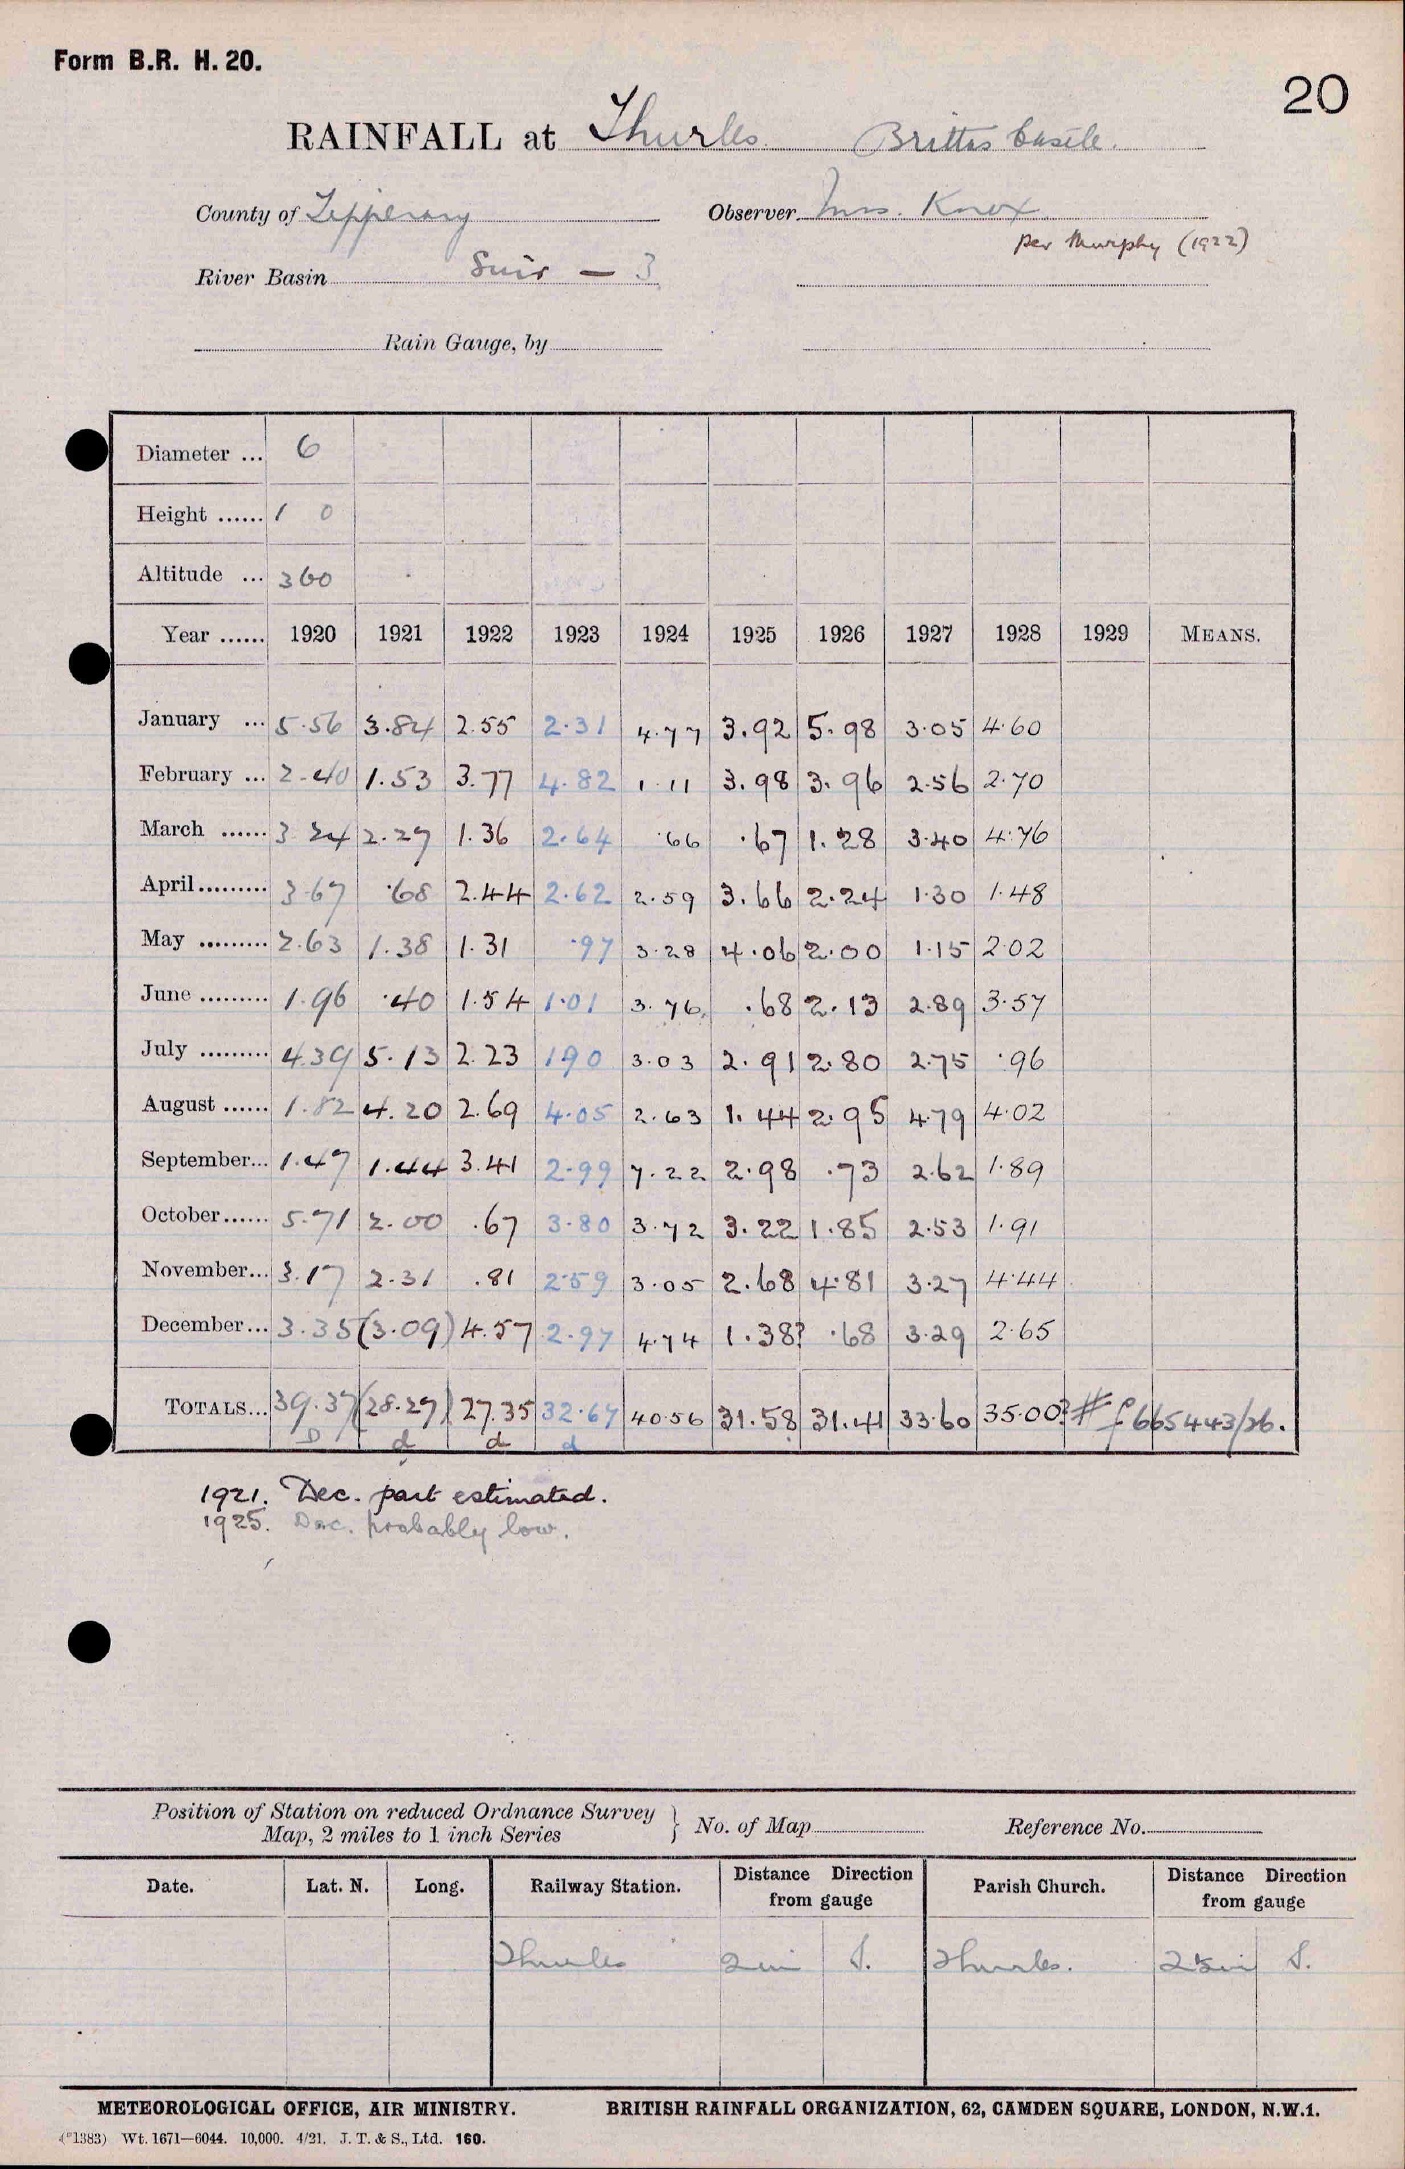 Form B.R. H. 20.
20
RAINFALL at Thurles Brittas Castle.
County of Tipperary Observer Mrs. Knox
per Murphy (1922)
River Basin Suir — 3
Rain Gauge, by
Diameter ... 6
Height ...... 1 0
Altitude ... 360
Year ...... 1920 1921 1922 1923 1924 1925 1926 1927 1928 1929 MEANS.
January ... 5.56 3.84 2.55 2.31 4.77 3.92 5.98 3.05 4.60
February ... 2.40 1.53 3.77 4.82 1.11 3.98 3.96 2.56 2.70
March ...... 3.24 2.27 1.36 2.64 .66 .67 1.28 3.40 4.76
April ......... 3.67 .68 2.44 2.62 2.59 3.66 2.24 1.30 1.48
May ......... 2.63 1.38 1.31 .97 3.28 4.06 2.00 1.15 2.02
June ......... 1.96 .40 1.54 1.01 3.76 .68 2.13 2.89 3.57
July ......... 4.39 5.13 2.23 1.90 3.03 2.91 2.80 2.75 .96
August ...... 1.82 4.20 2.69 4.05 2.63 1.44 2.95 4.79 4.02
September... 1.47 1.44 3.41 2.99 7.22 2.98 .73 2.62 1.89
October...... 5.71 2.00 .67 3.80 3.72 3.22 1.85 2.53 1.91
November... 3.17 2.31 .81 2.59 3.05 2.68 4.81 3.27 4.44
December... 3.35 (3.09) 4.57 2.97 4.74 1.38? .68 3.29 2.65
TOTALS... 39.37 (28.27) 27.35 32.67 40.56 31.58 31.41 33.60 35.00? # f 665443/26.
D d d d
1921. Dec. part estimated.
1925. Dec. probably low.
Position of Station on reduced Ordnance Survey
Map, 2 miles to 1 inch Series } No. of Map Reference No.
Date. Lat. N. Long. Railway Station. Distance Direction from gauge Parish Church. Distance Direction from gauge
Thurles 2 mi S. Thurles. S.
METEOROLOGICAL OFFICE, AIR MINISTRY. BRITISH RAINFALL ORGANIZATION, 62, CAMDEN SQUARE, LONDON, N.W.1.
(*1383) Wt. 1671—6044. 10,000. 4/21. J. T. & S., Ltd. 160.